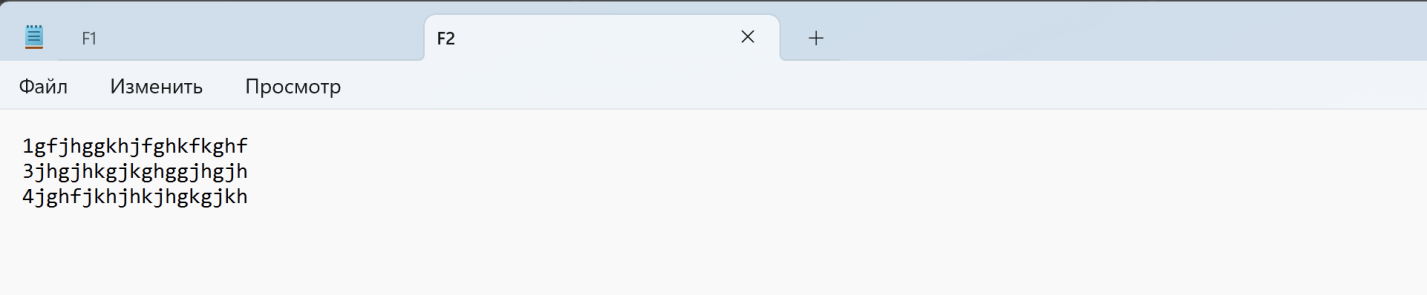 F1
F2
Файл Изменить Просмотр
1gfjhggkhjfghkfkghf
3jhgjhkgjkghggjhgjh
4jghfjkhjhkjhgkgjkh